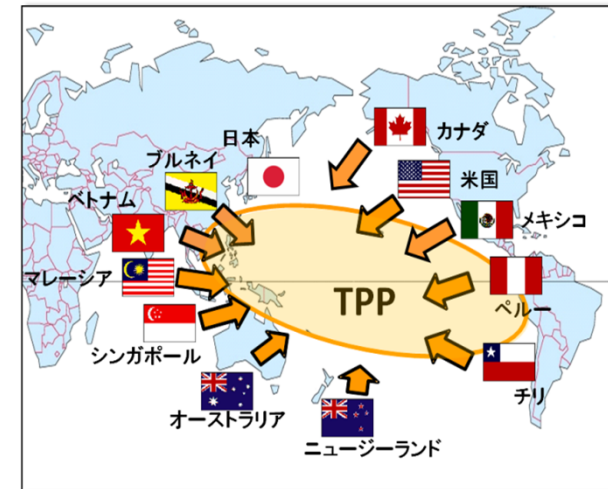 日本
カナダ
ブルネイ
米国
ベトナム
メキシコ
マレーシア
TPP
ペルー
シンガポール
チリ
オーストラリア
ニュージーランド